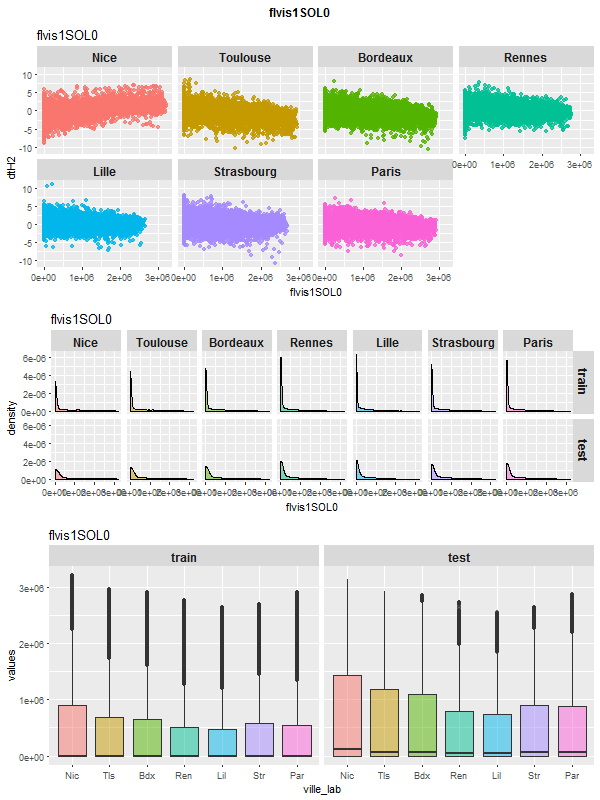 flvis1SOL0
flvis1SOL0
Nice Toulouse Bordeaux Rennes
10
5
0
-5
-10
0e+00 1e+06 2e+06 3e+06
Lille Strasbourg Paris
10
5
0
-5
-10
dtH2
0e+00 1e+06 2e+06 3e+06 0e+00 1e+06 2e+06 3e+06 0e+00 1e+06 2e+06 3e+06
flvis1SOL0
flvis1SOL0
Nice Toulouse Bordeaux Rennes Lille Strasbourg Paris
6e-06
4e-06
2e-06
0e+00
train
density
6e-06
4e-06
2e-06
0e+00
test
flvis1SOL0
flvis1SOL0
train test
3e+06
2e+06
1e+06
0e+00
values
Nic Tls Bdx Ren Lil Str Par Nic Tls Bdx Ren Lil Str Par
ville_lab